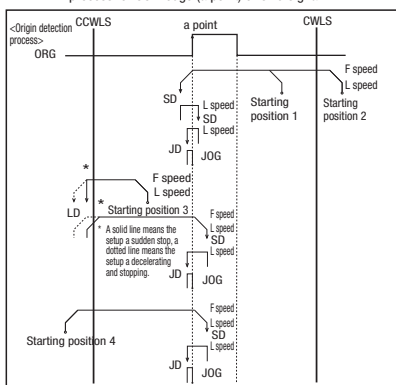 <Origin detection process>
CCWLS
a point
CWLS
ORG
F speed
L speed
SD
L speed
SD
Starting position 1
Starting position 2
L speed
JD
JOG
*
F speed
L speed
LD
Starting position 3
*
F speed
L speed
SD
* A solid line means the
setup a sudden stop, a
dotted line means the
setup a decelerating
and stopping.
L speed
JD
JOG
F speed
L speed
SD
Starting position 4
L speed
JD
JOG